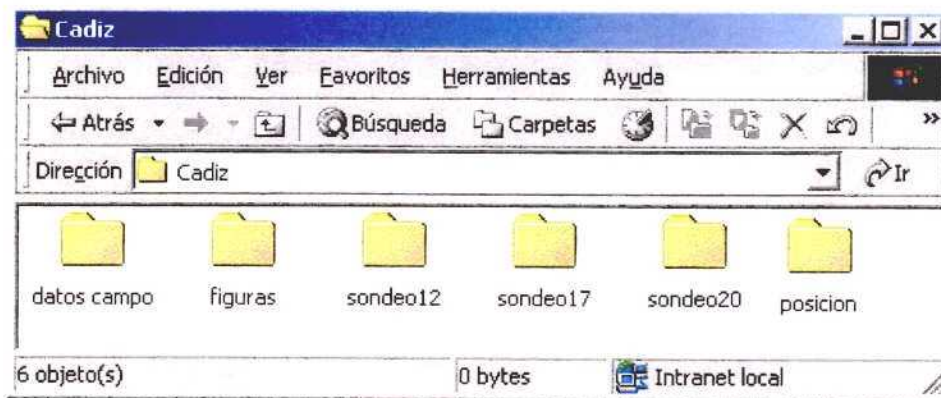 Cadiz
Archivo Edición Ver Favoritos Herramientas Ayuda
Atrás Búsqueda Carpetas »
Dirección Cadiz Ir
datos campo figuras sondeo12 sondeo17 sondeo20 posicion
6 objeto(s) 0 bytes Intranet local